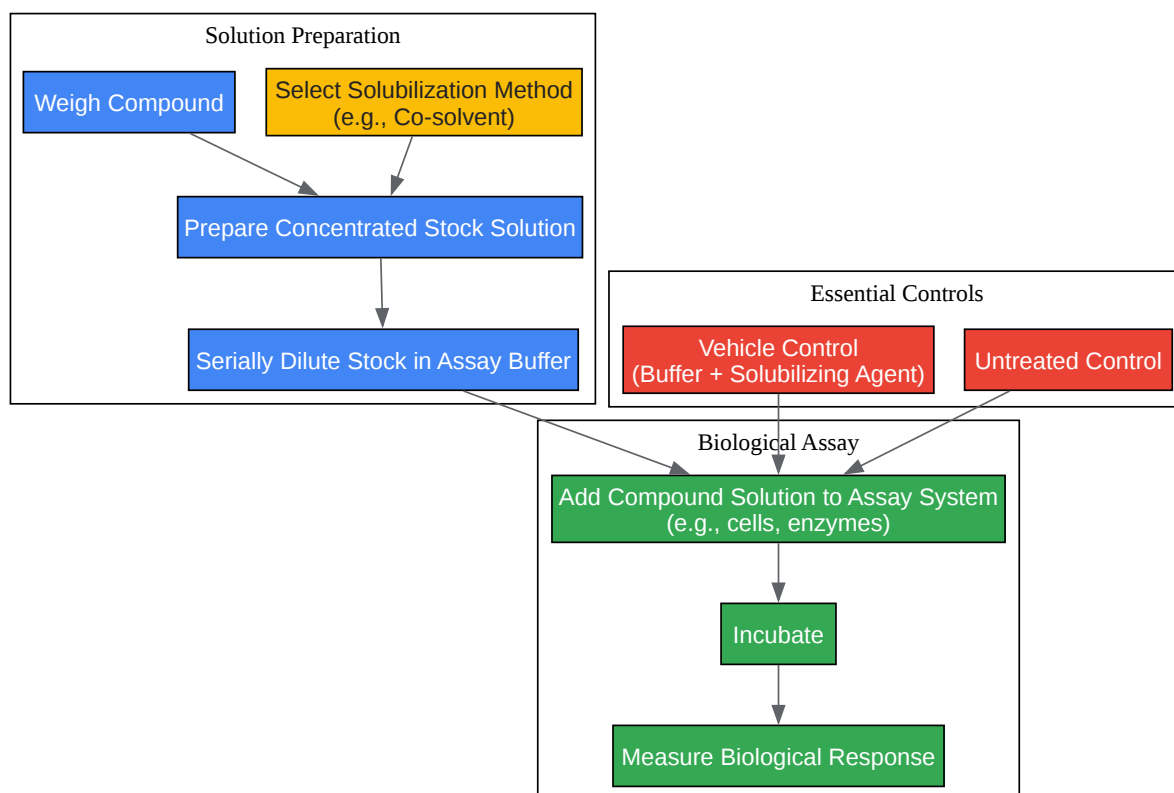 Solution Preparation
Weigh Compound
Select Solubilization Method
(e.g., Co-solvent)
Prepare Concentrated Stock Solution
Serially Dilute Stock in Assay Buffer
Essential Controls
Vehicle Control
(Buffer + Solubilizing Agent)
Untreated Control
Biological Assay
Add Compound Solution to Assay System
(e.g., cells, enzymes)
Incubate
Measure Biological Response